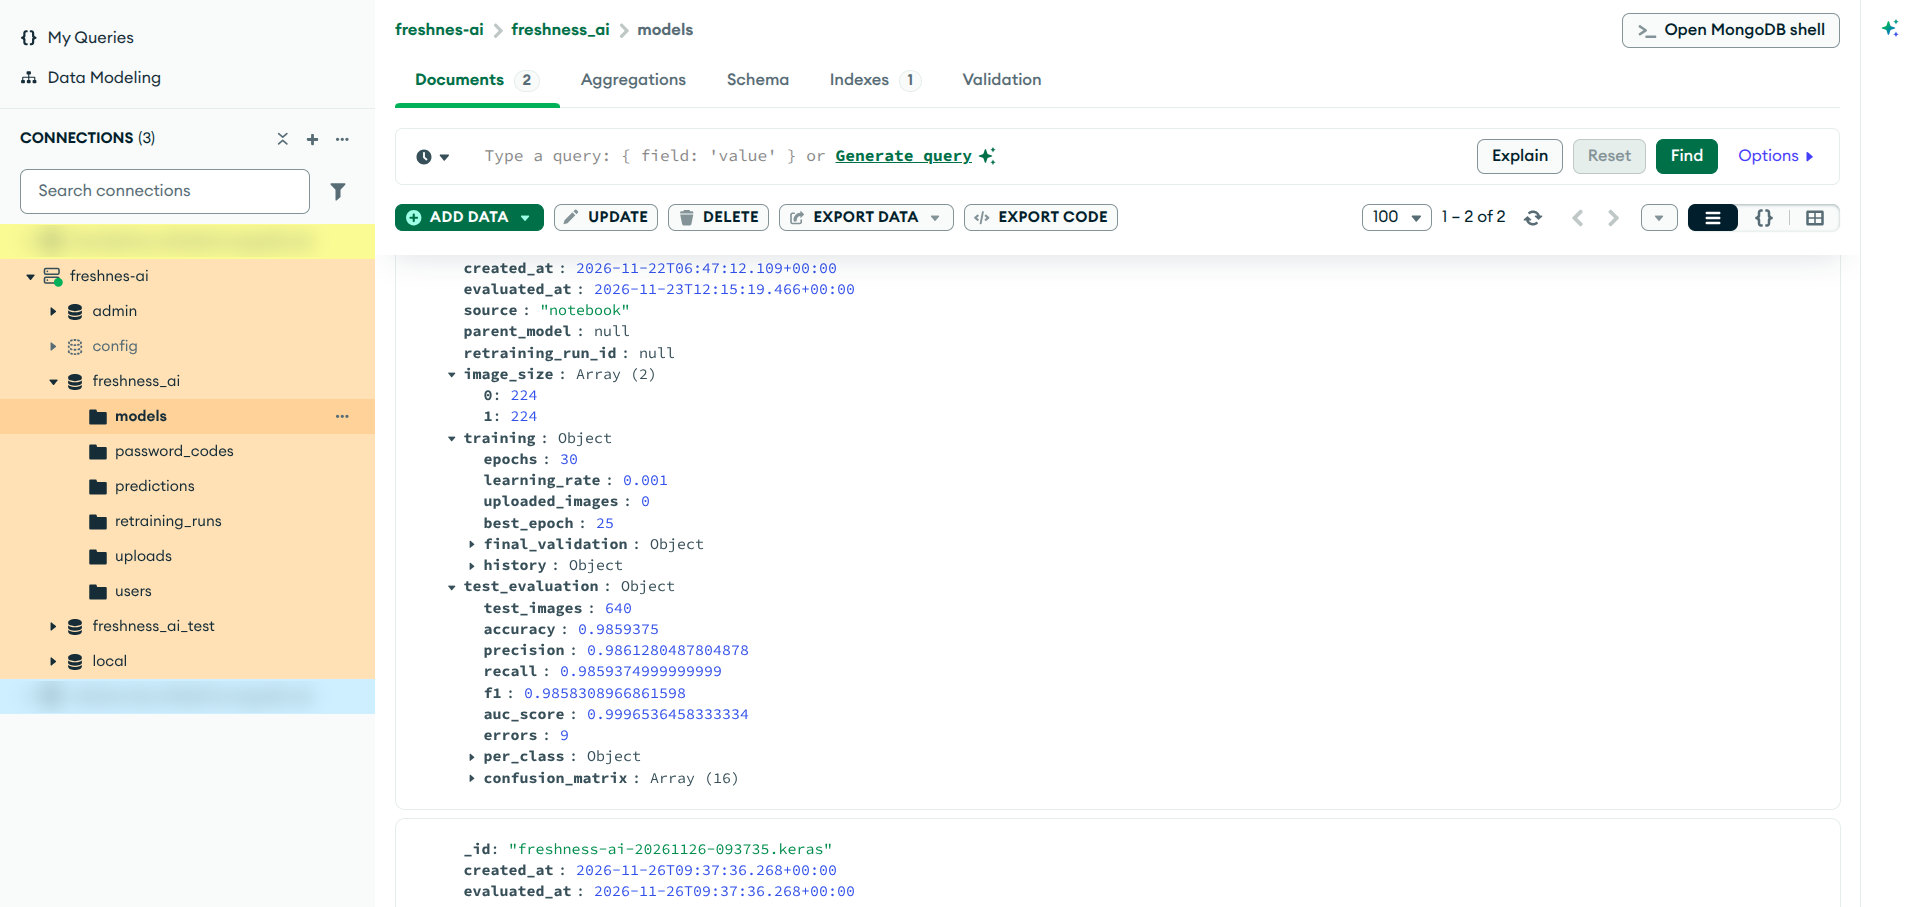 My Queries
Data Modeling
CONNECTIONS (3)
Search connections
freshnes-ai
admin
config
freshness_ai
models
password_codes
predictions
retraining_runs
uploads
users
freshness_ai_test
local
freshnes-ai > freshness_ai > models
>_ Open MongoDB shell
Documents 2 Aggregations Schema Indexes 1 Validation
Type a query: { field: 'value' } or Generate query
Explain Reset Find Options
ADD DATA UPDATE DELETE EXPORT DATA EXPORT CODE
100 1 – 2 of 2
created_at : 2026-11-22T06:47:12.109+00:00
evaluated_at : 2026-11-23T12:15:19.466+00:00
source : "notebook"
parent_model : null
retraining_run_id : null
image_size : Array (2)
0: 224
1: 224
training : Object
epochs : 30
learning_rate : 0.001
uploaded_images : 0
best_epoch : 25
final_validation : Object
history : Object
test_evaluation : Object
test_images : 640
accuracy : 0.9859375
precision : 0.9861280487804878
recall : 0.9859374999999999
f1 : 0.9858308966861598
auc_score : 0.9996536458333334
errors : 9
per_class : Object
confusion_matrix : Array (16)
_id: "freshness-ai-20261126-093735.keras"
created_at : 2026-11-26T09:37:36.268+00:00
evaluated_at : 2026-11-26T09:37:36.268+00:00